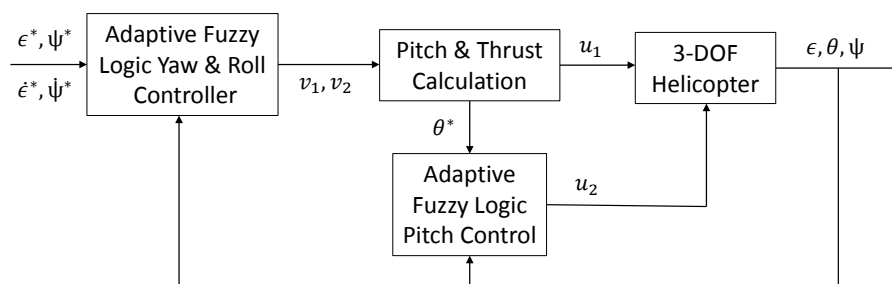 ϵ*, ψ*
ϵ̇*, ψ̇*
Adaptive Fuzzy
Logic Yaw & Roll
Controller
v₁, v₂
Pitch & Thrust
Calculation
u₁
3-DOF
Helicopter
ϵ, θ, ψ
θ*
Adaptive
Fuzzy Logic
Pitch Control
u₂